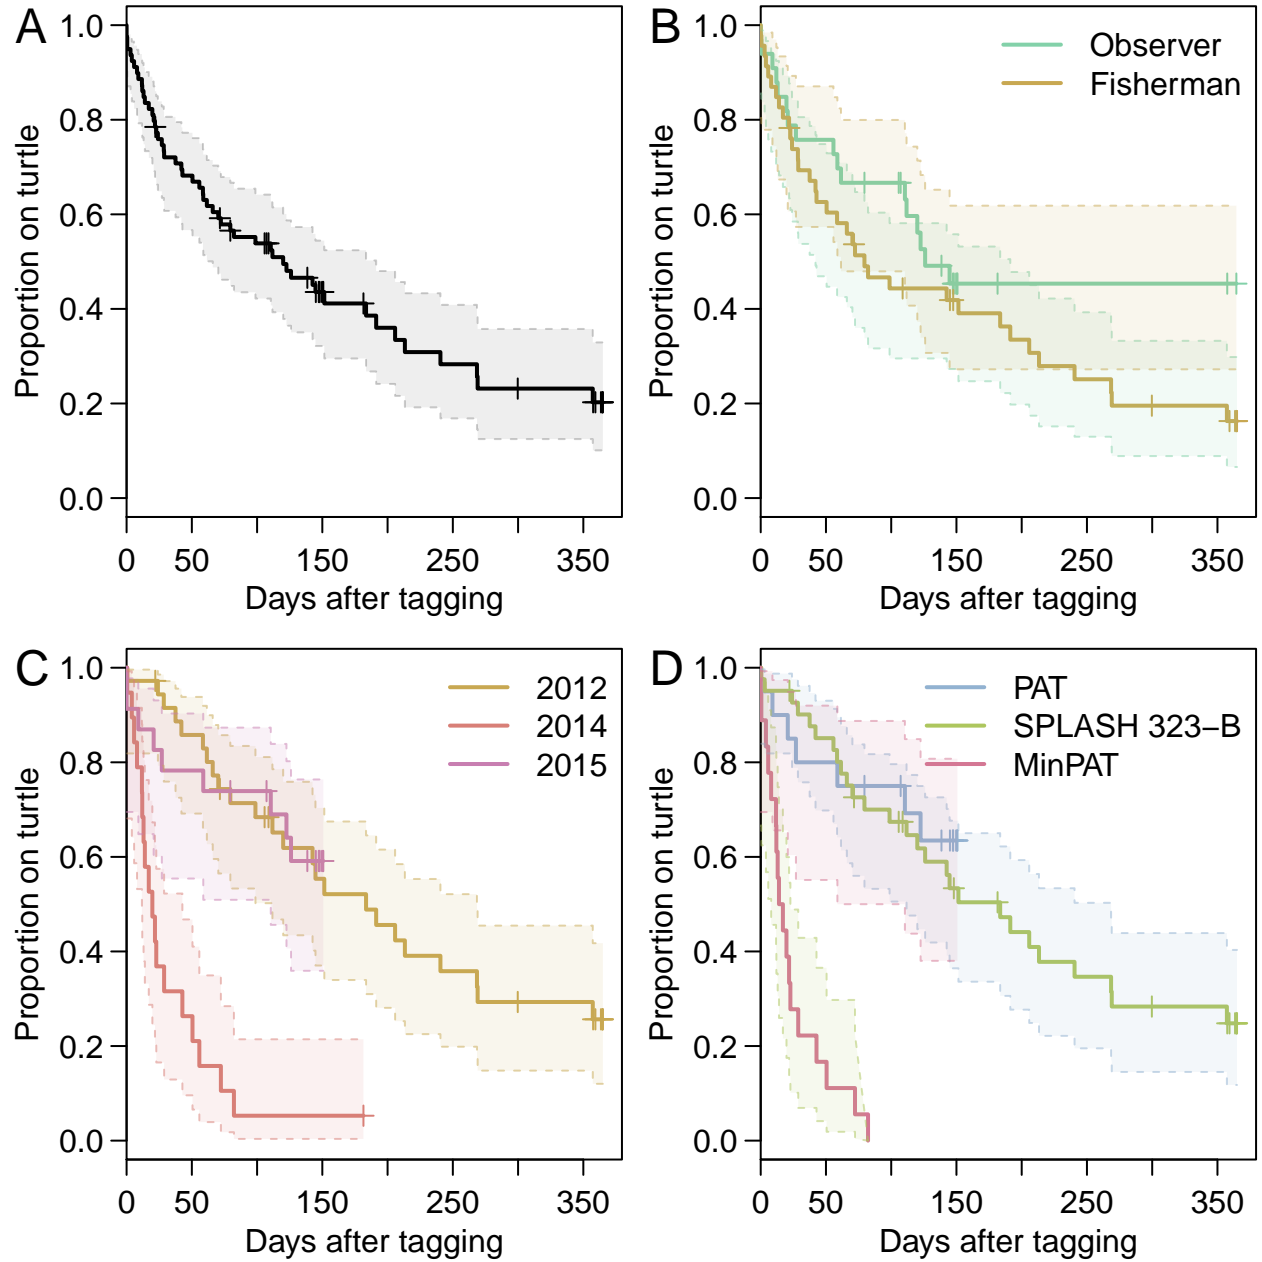 A
1.0
0.8
0.6
0.4
0.2
0.0
Proportion on turtle
0 50 150 250 350
Days after tagging
B
1.0
0.8
0.6
0.4
0.2
0.0
Proportion on turtle
Observer
Fisherman
0 50 150 250 350
Days after tagging
C
1.0
0.8
0.6
0.4
0.2
0.0
Proportion on turtle
2012
2014
2015
0 50 150 250 350
Days after tagging
D
1.0
0.8
0.6
0.4
0.2
0.0
Proportion on turtle
PAT
SPLASH 323–B
MinPAT
0 50 150 250 350
Days after tagging